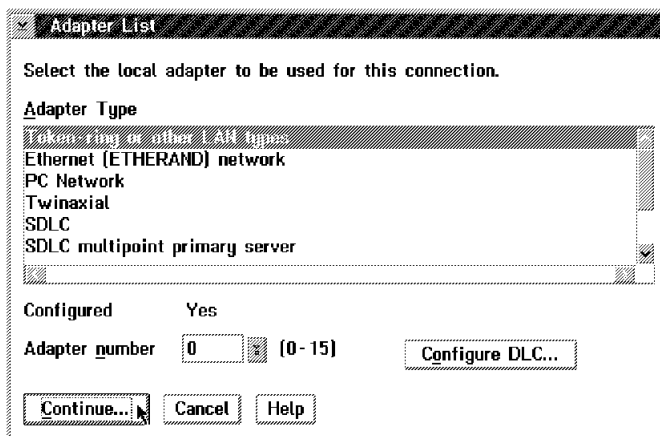 Adapter List
Select the local adapter to be used for this connection.
Adapter Type
Token-ring or other LAN types
Ethernet (ETHERAND) network
PC Network
Twinaxial
SDLC
SDLC multipoint primary server
Configured Yes
Adapter number 0 (0-15) Configure DLC...
Continue... Cancel Help